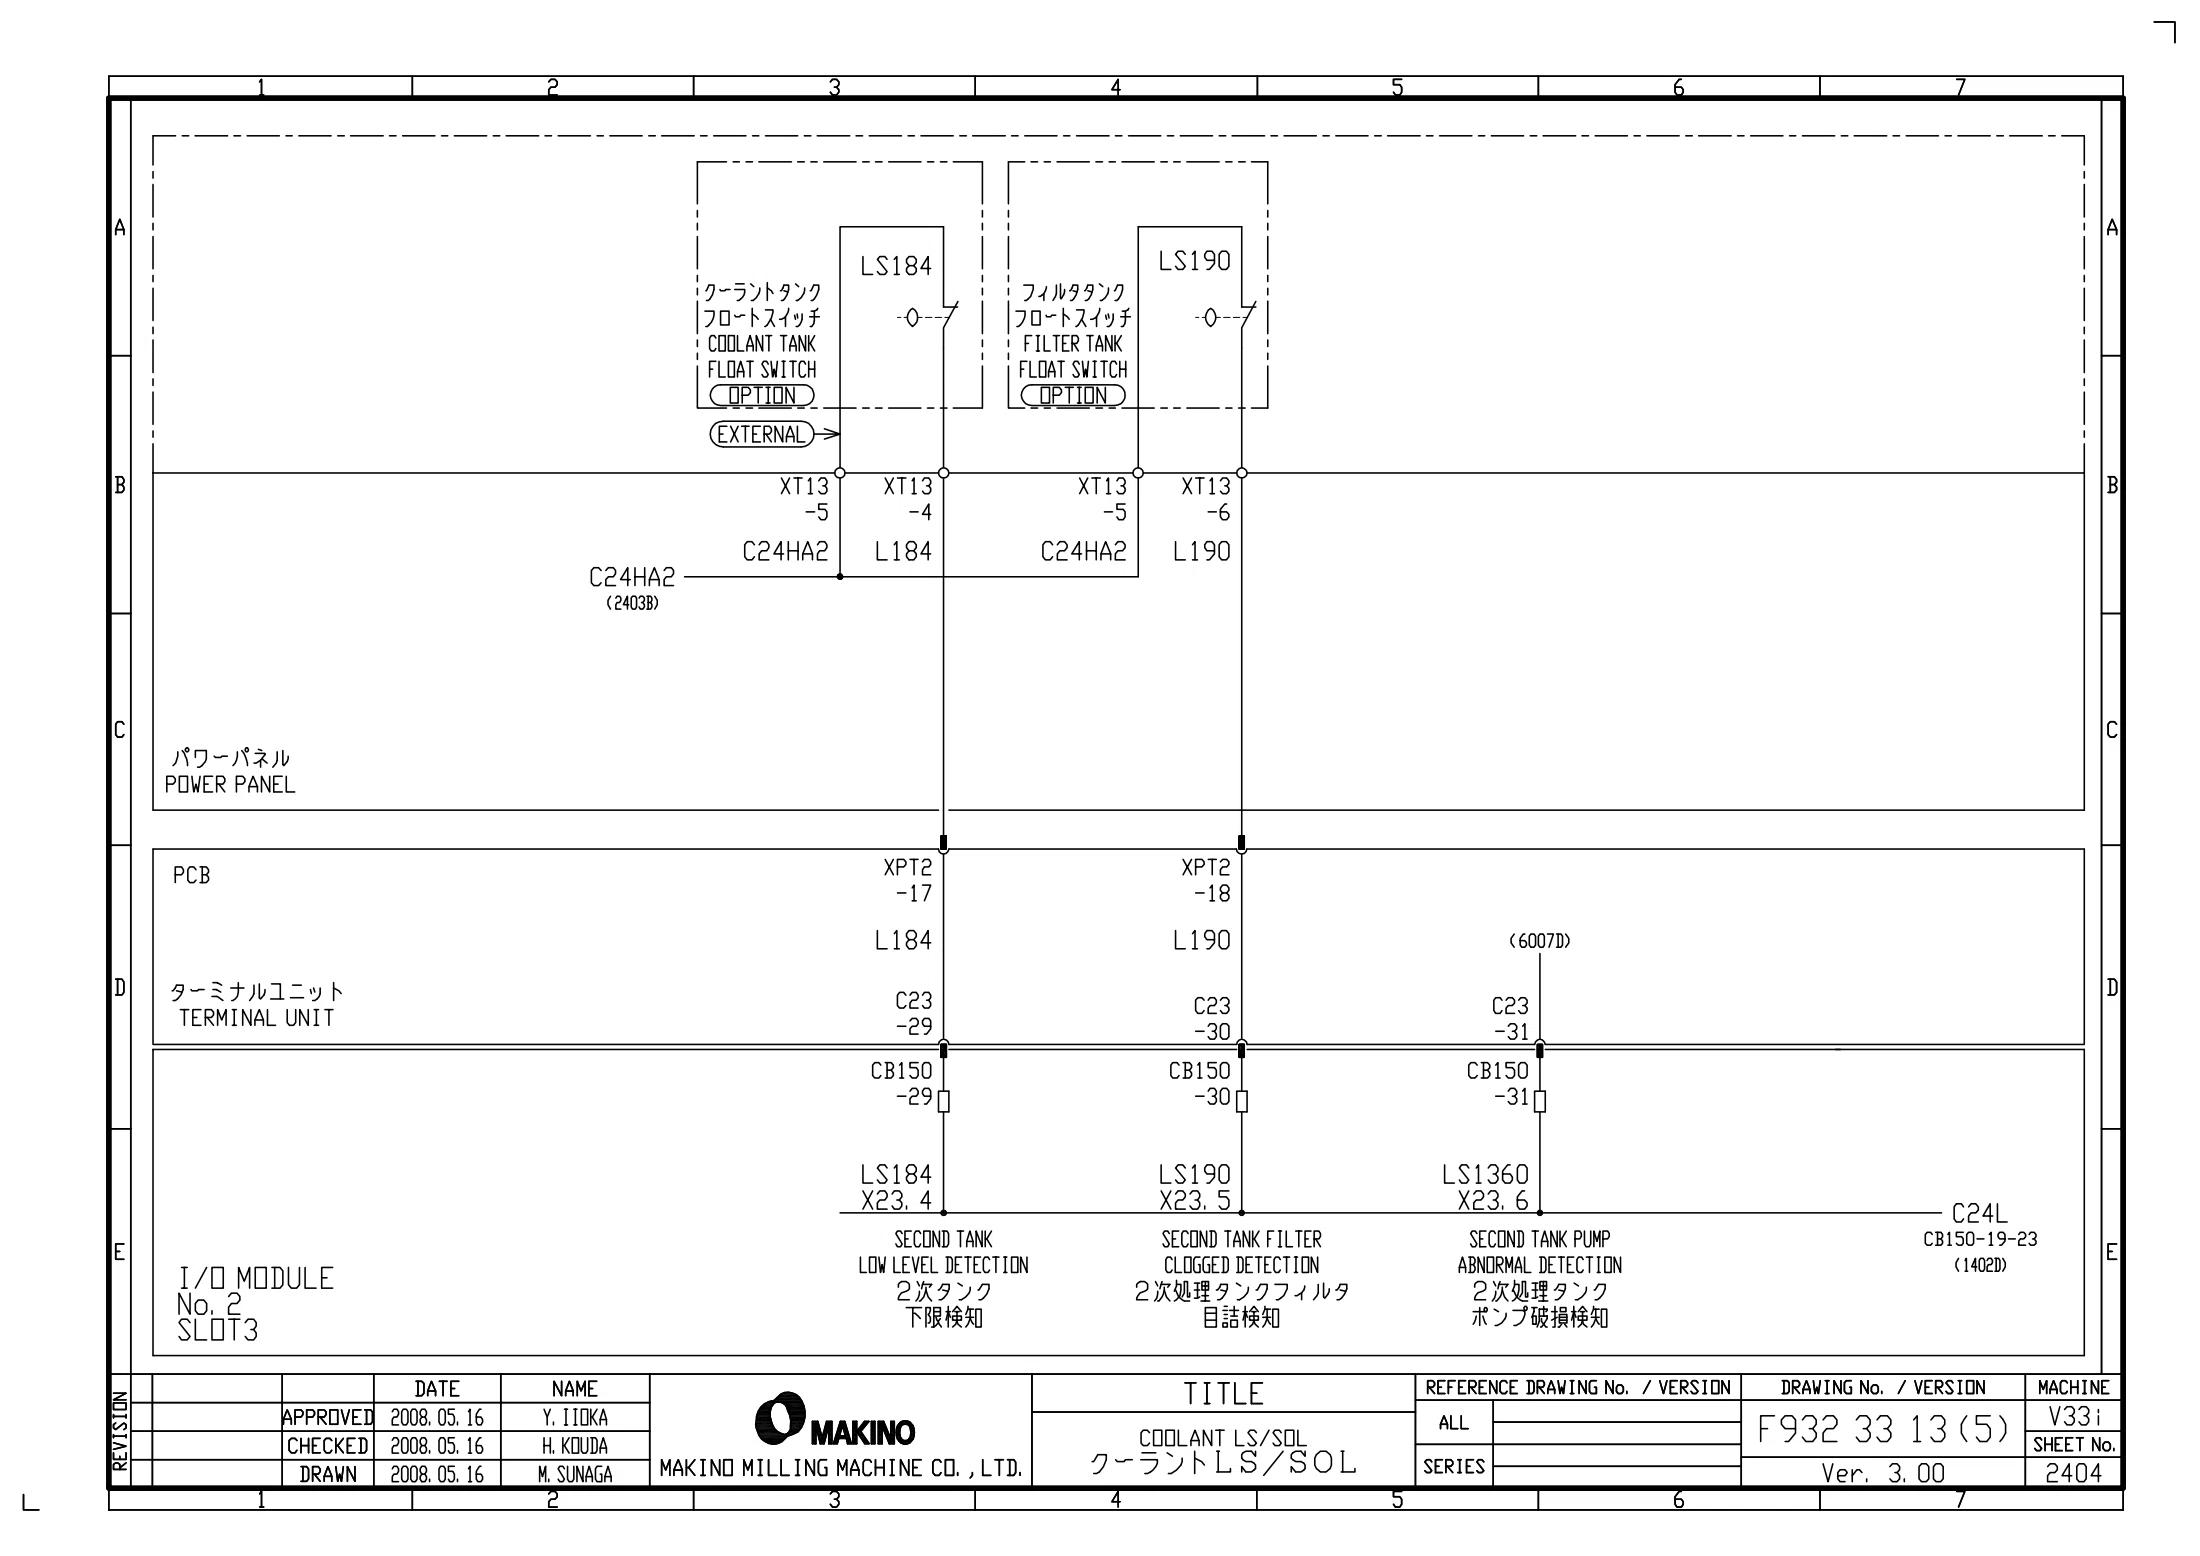 1 2 3 4 5 6 7
A
A
LS184
クーラントタンク
フロートスイッチ
COOLANT TANK
FLOAT SWITCH
OPTION
LS190
フィルタタンク
フロートスイッチ
FILTER TANK
FLOAT SWITCH
OPTION
EXTERNAL
B
B
XT13
-5
XT13
-4
XT13
-5
XT13
-6
C24HA2
L184
C24HA2
L190
C24HA2
(2403B)
C
C
パワーパネル
POWER PANEL
PCB
XPT2
-17
XPT2
-18
L184
L190
(6007D)
D
D
ターミナルユニット
TERMINAL UNIT
C23
-29
C23
-30
C23
-31
CB150
-29
CB150
-30
CB150
-31
LS184
X23.4
LS190
X23.5
LS1360
X23.6
C24L
CB150-19-23
(1402D)
E
E
SECOND TANK
LOW LEVEL DETECTION
2次タンク
下限検知
SECOND TANK FILTER
CLOGGED DETECTION
2次処理タンクフィルタ
目詰検知
SECOND TANK PUMP
ABNORMAL DETECTION
2次処理タンク
ポンプ破損検知
I/O MODULE
No.2
SLOT3
REVISION
DATE NAME
APPROVED 2008.05.16 Y. IIOKA
CHECKED 2008.05.16 H. KOUDA
DRAWN 2008.05.16 M. SUNAGA
MAKINO
MAKINO MILLING MACHINE CO.,LTD.
TITLE
COOLANT LS/SOL
クーラントLS/SOL
REFERENCE DRAWING No. / VERSION
ALL
SERIES
DRAWING No. / VERSION
F932 33 13(5)
Ver. 3.00
MACHINE
V33i
SHEET No.
2404
1 2 3 4 5 6 7